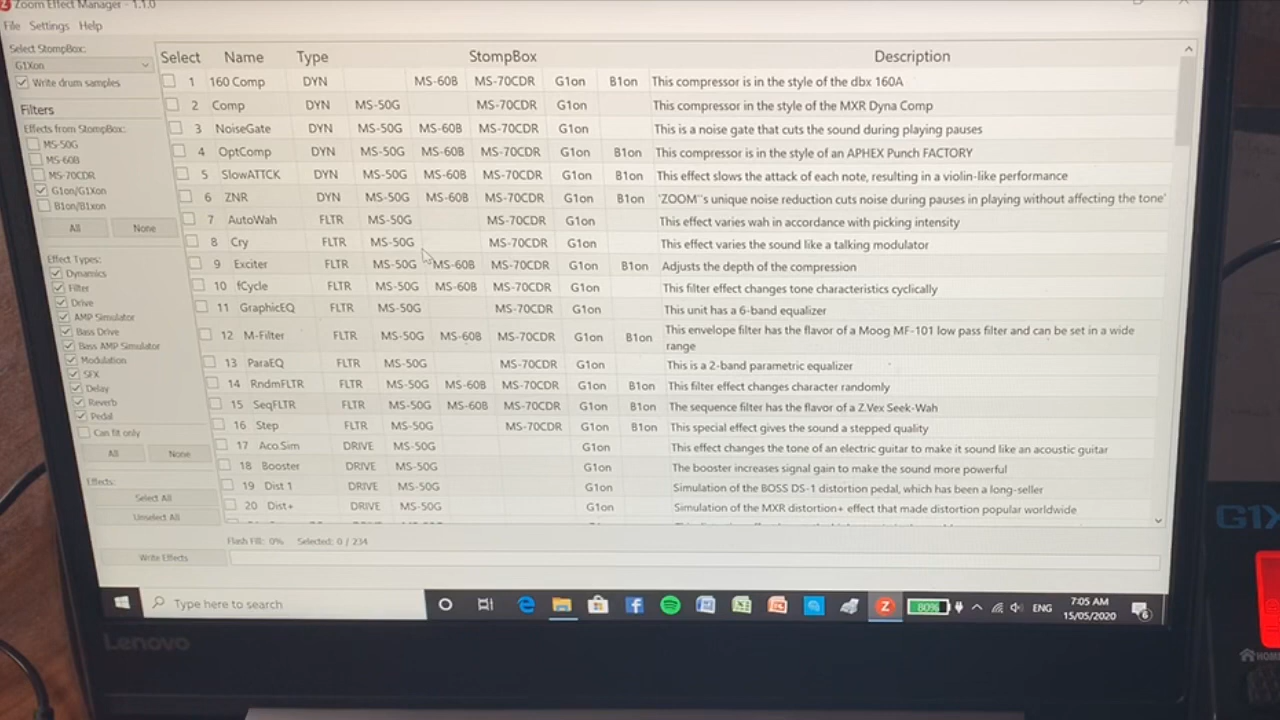 Zoom Effect Manager - 1.1.0
File Settings Help
Select StompBox:
G1Xon
Write drum samples
Filters
Effects from StompBox:
MS-50G
MS-60B
MS-70CDR
G1on/G1Xon
B1on/B1xon
All None
Effect Types:
Dynamics
Filter
Drive
AMP Simulator
Bass Drive
Bass AMP Simulator
Modulation
SFX
Delay
Reverb
Pedal
Can fit only
All None
Effects:
Select All
Unselect All
Write Effects
Select Name Type StompBox Description
1 160 Comp DYN MS-60B MS-70CDR G1on B1on This compressor is in the style of the dbx 160A
2 Comp DYN MS-50G MS-70CDR G1on This compressor in the style of the MXR Dyna Comp
3 NoiseGate DYN MS-50G MS-60B MS-70CDR G1on This is a noise gate that cuts the sound during playing pauses
4 OptComp DYN MS-50G MS-60B MS-70CDR G1on B1on This compressor is in the style of an APHEX Punch FACTORY
5 SlowATTCK DYN MS-50G MS-60B MS-70CDR G1on B1on This effect slows the attack of each note, resulting in a violin-like performance
6 ZNR DYN MS-50G MS-60B MS-70CDR G1on B1on 'ZOOM''s unique noise reduction cuts noise during pauses in playing without affecting the tone'
7 AutoWah FLTR MS-50G MS-70CDR G1on This effect varies wah in accordance with picking intensity
8 Cry FLTR MS-50G MS-70CDR G1on This effect varies the sound like a talking modulator
9 Exciter FLTR MS-50G MS-60B MS-70CDR G1on B1on Adjusts the depth of the compression
10 fCycle FLTR MS-50G MS-60B MS-70CDR G1on This filter effect changes tone characteristics cyclically
11 GraphicEQ FLTR MS-50G MS-70CDR G1on This unit has a 6-band equalizer
12 M-Filter FLTR MS-50G MS-60B MS-70CDR G1on B1on This envelope filter has the flavor of a Moog MF-101 low pass filter and can be set in a wide
range
13 ParaEQ FLTR MS-50G MS-70CDR G1on This is a 2-band parametric equalizer
14 RndmFLTR FLTR MS-50G MS-60B MS-70CDR G1on B1on This filter effect changes character randomly
15 SeqFLTR FLTR MS-50G MS-60B MS-70CDR G1on B1on The sequence filter has the flavor of a Z.Vex Seek-Wah
16 Step FLTR MS-70CDR G1on B1on This special effect gives the sound a stepped quality
17 Aco.Sim DRIVE MS-50G G1on This effect changes the tone of an electric guitar to make it sound like an acoustic guitar
18 Booster DRIVE MS-50G G1on The booster increases signal gain to make the sound more powerful
19 Dist 1 DRIVE MS-50G G1on Simulation of the BOSS DS-1 distortion pedal, which has been a long-seller
20 Dist+ DRIVE MS-50G G1on Simulation of the MXR distortion+ effect that made distortion popular worldwide
Flash Fill: 0% Selected: 0 / 234
Type here to search
80% ENG
7:05 AM
15/05/2020
6
Lenovo
G1X
HOME